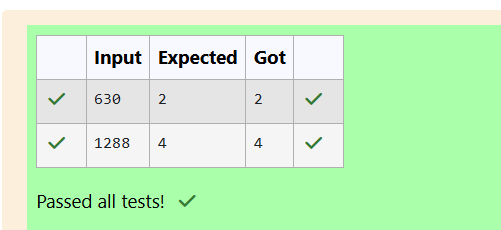 Input Expected Got
630 2 2
1288 4 4
Passed all tests!